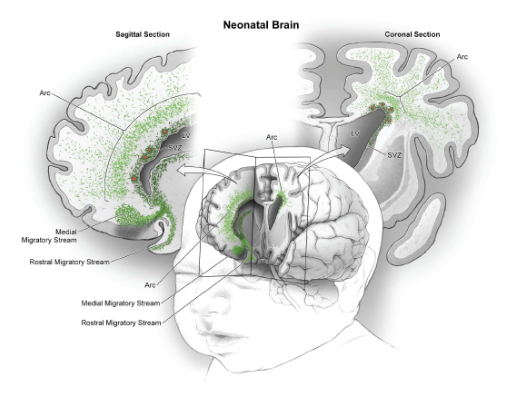 Neonatal Brain
Sagittal Section
Coronal Section
Arc
Arc
LV
SVZ
LV
SVZ
Arc
Medial
Migratory Stream
Rostral Migratory Stream
Arc
Medial Migratory Stream
Rostral Migratory Stream